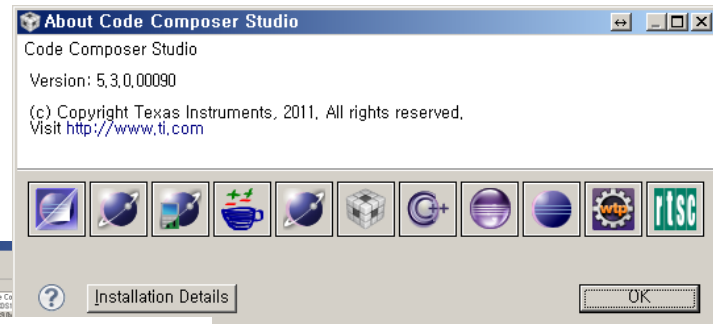 About Code Composer Studio
Code Composer Studio
Version: 5,3,0,00090
(c) Copyright Texas Instruments, 2011, All rights reserved,
Visit http://www,ti,com
wtp
rtsc
Installation Details
OK